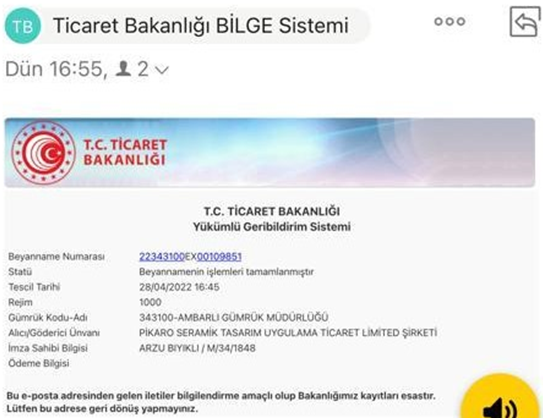 TB Ticaret Bakanlığı BİLGE Sistemi
Dün 16:55, 2
T.C. TİCARET
BAKANLIĞI
T.C. TİCARET BAKANLIĞI
Yükümlü Geribildirim Sistemi
Beyanname Numarası 22343100EX00109851
Statü Beyannamenin işlemleri tamamlanmıştır
Tescil Tarihi 28/04/2022 16:45
Rejim 1000
Gümrük Kodu-Adı 343100-AMBARLI GÜMRÜK MÜDÜRLÜĞÜ
Alıcı/Göderici Ünvanı PİKARO SERAMİK TASARIM UYGULAMA TİCARET LİMİTED ŞİRKETİ
İmza Sahibi Bilgisi ARZU BIYIKLI / M/34/1848
Ödeme Bilgisi
Bu e-posta adresinden gelen iletiler bilgilendirme amaçlı olup Bakanlığımız kayıtları esastır.
Lütfen bu adrese geri dönüş yapmayınız.